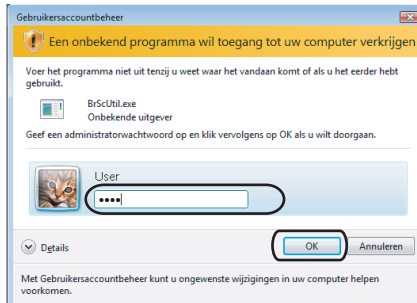 Gebruikersaccountbeheer
Een onbekend programma wil toegang tot uw computer verkrijgen
Voer het programma niet uit tenzij u weet waar het vandaan komt of als u het eerder hebt
gebruikt.
BrScUtil.exe
Onbekende uitgever
Geef een administratorwachtwoord op en klik vervolgens op OK als u wilt doorgaan.
User
••••
Details
OK
Annuleren
Met Gebruikersaccountbeheer kunt u ongewenste wijzigingen in uw computer helpen
voorkomen.